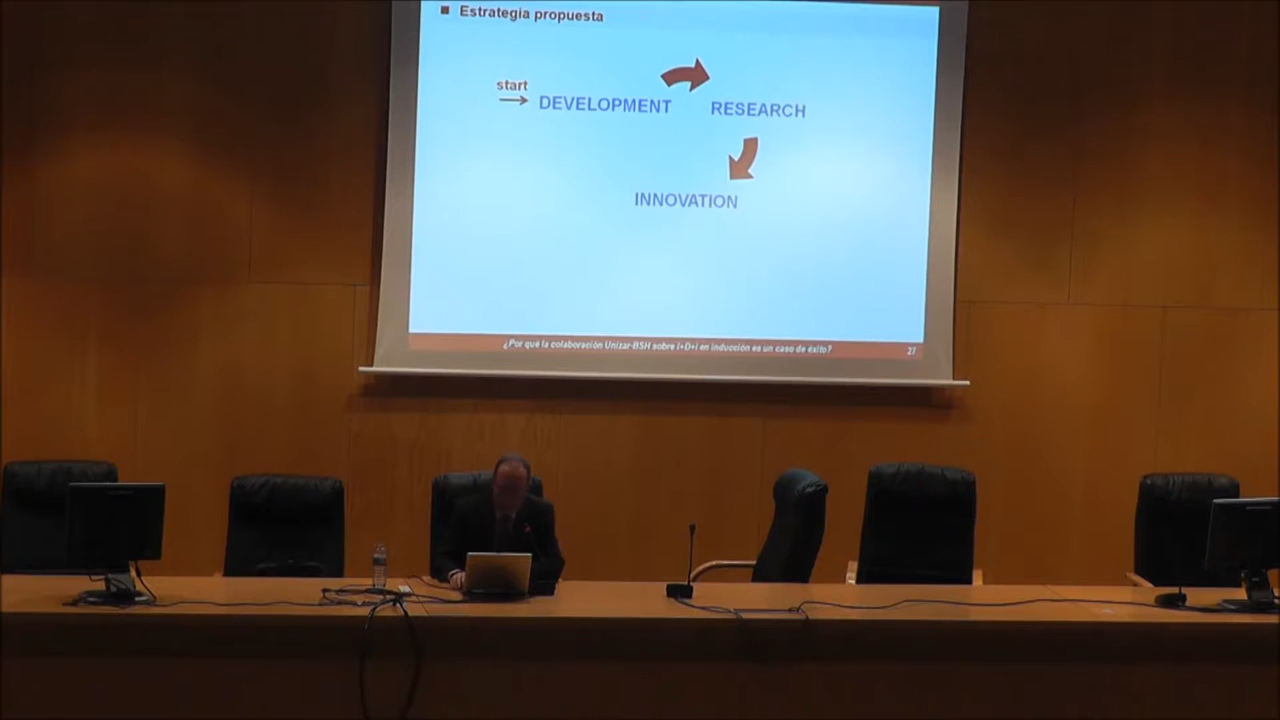 Estrategia propuesta
start
DEVELOPMENT RESEARCH
INNOVATION
¿Por qué la colaboración Unizar-BSH sobre I+D+i en inducción es un caso de éxito? 27